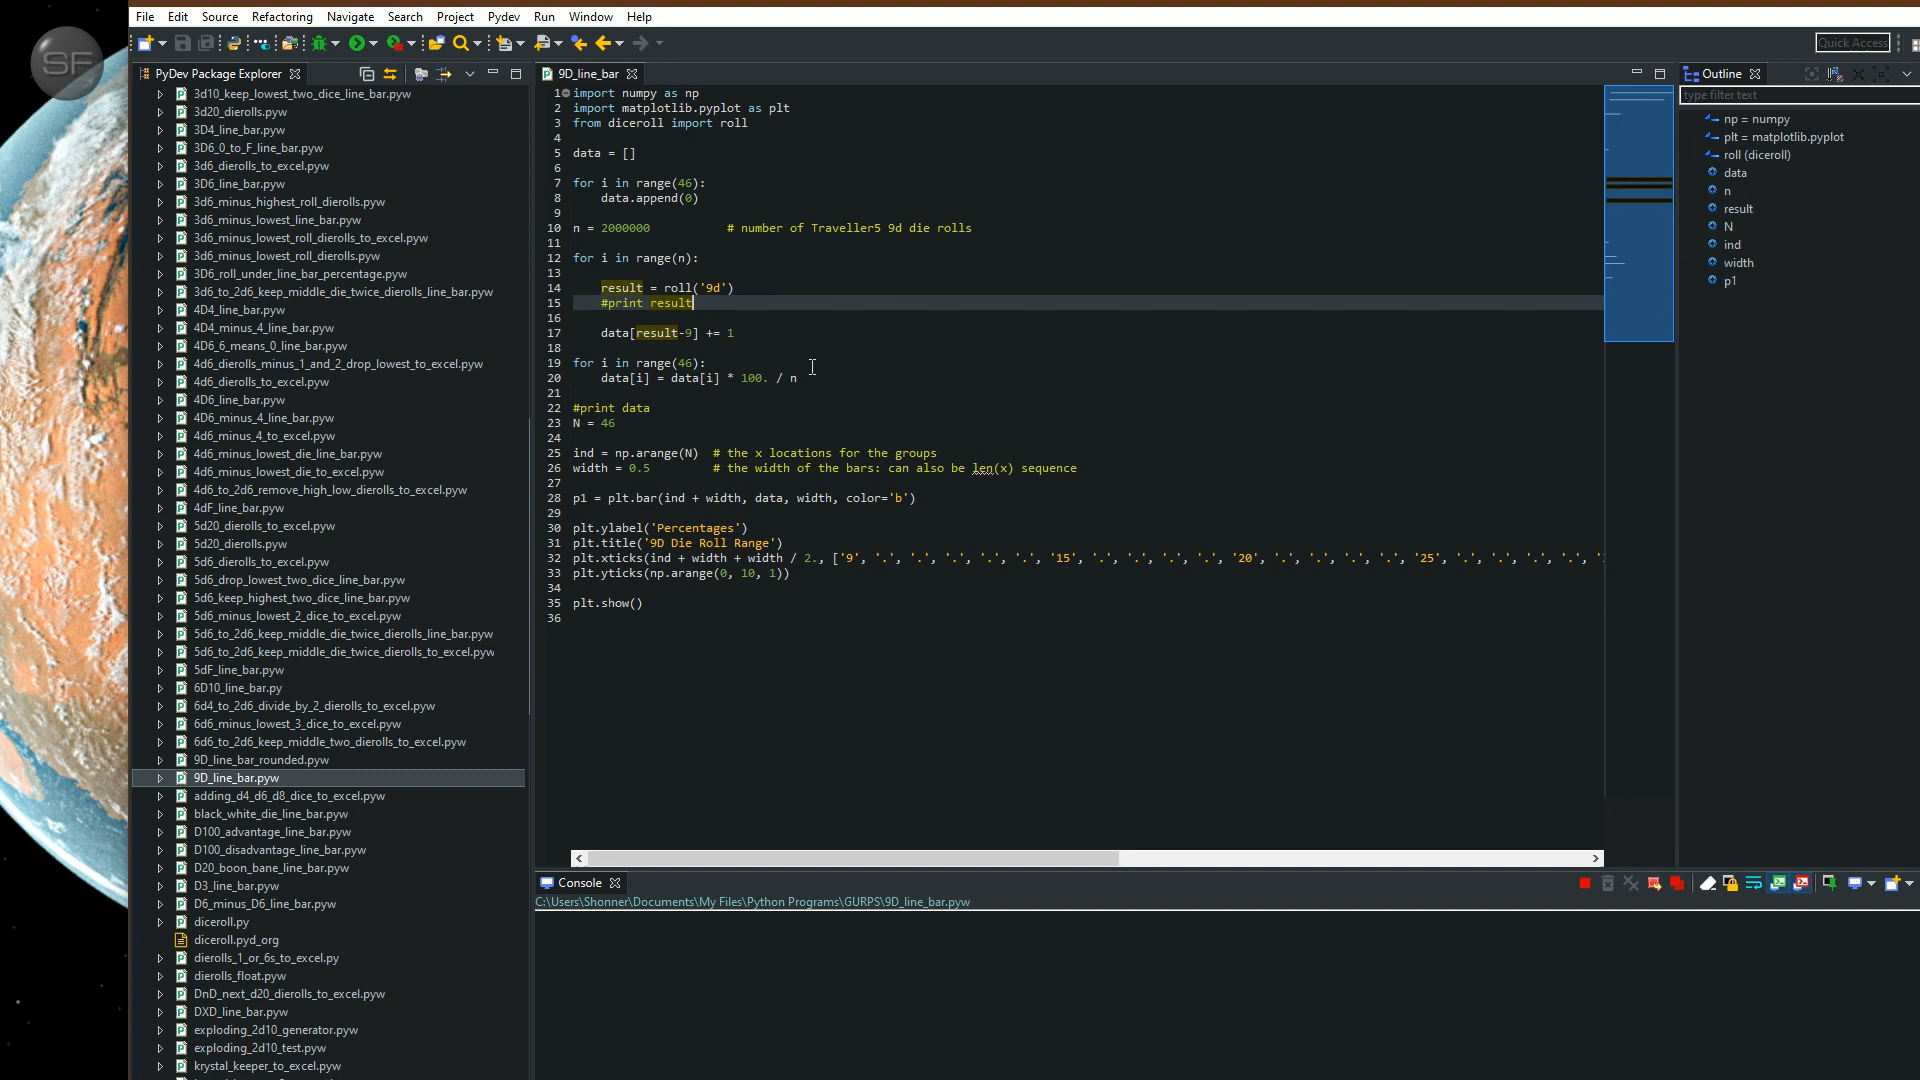 SF
File Edit Source Refactoring Navigate Search Project Pydev Run Window Help
Quick Access
PyDev Package Explorer
3d10_keep_lowest_two_dice_line_bar.pyw
3d20_dierolls.pyw
3D4_line_bar.pyw
3D6_0_to_F_line_bar.pyw
3d6_dierolls_to_excel.pyw
3D6_line_bar.pyw
3d6_minus_highest_roll_dierolls.pyw
3d6_minus_lowest_line_bar.pyw
3d6_minus_lowest_roll_dierolls_to_excel.pyw
3d6_minus_lowest_roll_dierolls.pyw
3D6_roll_under_line_bar_percentage.pyw
3d6_to_2d6_keep_middle_die_twice_dierolls_line_bar.pyw
4D4_line_bar.pyw
4D4_minus_4_line_bar.pyw
4D6_6_means_0_line_bar.pyw
4d6_dierolls_minus_1_and_2_drop_lowest_to_excel.pyw
4d6_dierolls_to_excel.pyw
4D6_line_bar.pyw
4D6_minus_4_line_bar.pyw
4d6_minus_4_to_excel.pyw
4d6_minus_lowest_die_line_bar.pyw
4d6_minus_lowest_die_to_excel.pyw
4d6_to_2d6_remove_high_low_dierolls_to_excel.pyw
4dF_line_bar.pyw
5d20_dierolls_to_excel.pyw
5d20_dierolls.pyw
5d6_dierolls_to_excel.pyw
5d6_drop_lowest_two_dice_line_bar.pyw
5d6_keep_highest_two_dice_line_bar.pyw
5d6_minus_lowest_2_dice_to_excel.pyw
5d6_to_2d6_keep_middle_die_twice_dierolls_line_bar.pyw
5d6_to_2d6_keep_middle_die_twice_dierolls_to_excel.pyw
5dF_line_bar.pyw
6D10_line_bar.py
6d4_to_2d6_divide_by_2_dierolls_to_excel.pyw
6d6_minus_lowest_3_dice_to_excel.pyw
6d6_to_2d6_keep_middle_two_dierolls_to_excel.pyw
9D_line_bar_rounded.pyw
9D_line_bar.pyw
adding_d4_d6_d8_dice_to_excel.pyw
black_white_die_line_bar.pyw
D100_advantage_line_bar.pyw
D100_disadvantage_line_bar.pyw
D20_boon_bane_line_bar.pyw
D3_line_bar.pyw
D6_minus_D6_line_bar.pyw
diceroll.py
diceroll.pyd_org
dierolls_1_or_6s_to_excel.py
dierolls_float.pyw
DnD_next_d20_dierolls_to_excel.pyw
DXD_line_bar.pyw
exploding_2d10_generator.pyw
exploding_2d10_test.pyw
krystal_keeper_to_excel.pyw
9D_line_bar
1 import numpy as np
2 import matplotlib.pyplot as plt
3 from diceroll import roll
4
5 data = []
6
7 for i in range(46):
8     data.append(0)
9
10 n = 2000000           # number of Traveller5 9d die rolls
11
12 for i in range(n):
13
14     result = roll('9d')
15     #print result
16
17     data[result-9] += 1
18
19 for i in range(46):
20     data[i] = data[i] * 100. / n
21
22 #print data
23 N = 46
24
25 ind = np.arange(N)  # the x locations for the groups
26 width = 0.5         # the width of the bars: can also be len(x) sequence
27
28 p1 = plt.bar(ind + width, data, width, color='b')
29
30 plt.ylabel('Percentages')
31 plt.title('9D Die Roll Range')
32 plt.xticks(ind + width + width / 2., ['9', '.', '.', '.', '.', '.', '15', '.', '.', '.', '.', '20', '.', '.', '.', '.', '25', '.', '.', '.', '.',
33 plt.yticks(np.arange(0, 10, 1))
34
35 plt.show()
36
Outline
type filter text
np = numpy
plt = matplotlib.pyplot
roll (diceroll)
data
n
result
N
ind
width
p1
Console
C:\Users\Shonner\Documents\My Files\Python Programs\GURPS\9D_line_bar.pyw